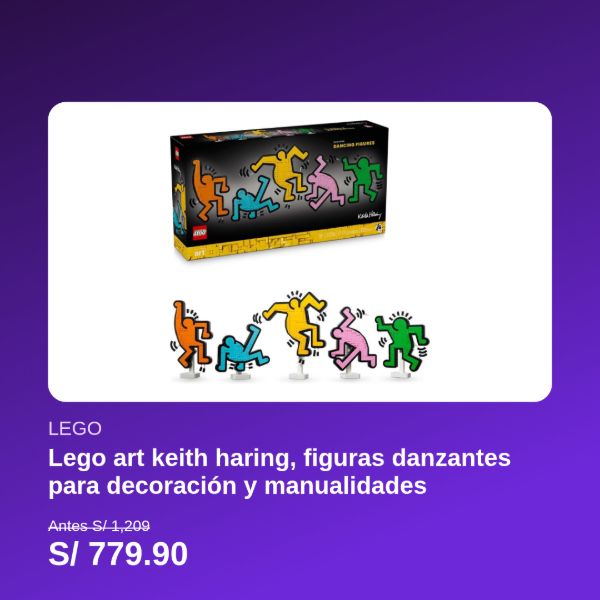 DANCING FIGURES
Keith Haring
LEGO
ART
LEGO
Lego art keith haring, figuras danzantes
para decoración y manualidades
Antes S/ 1,209
S/ 779.90